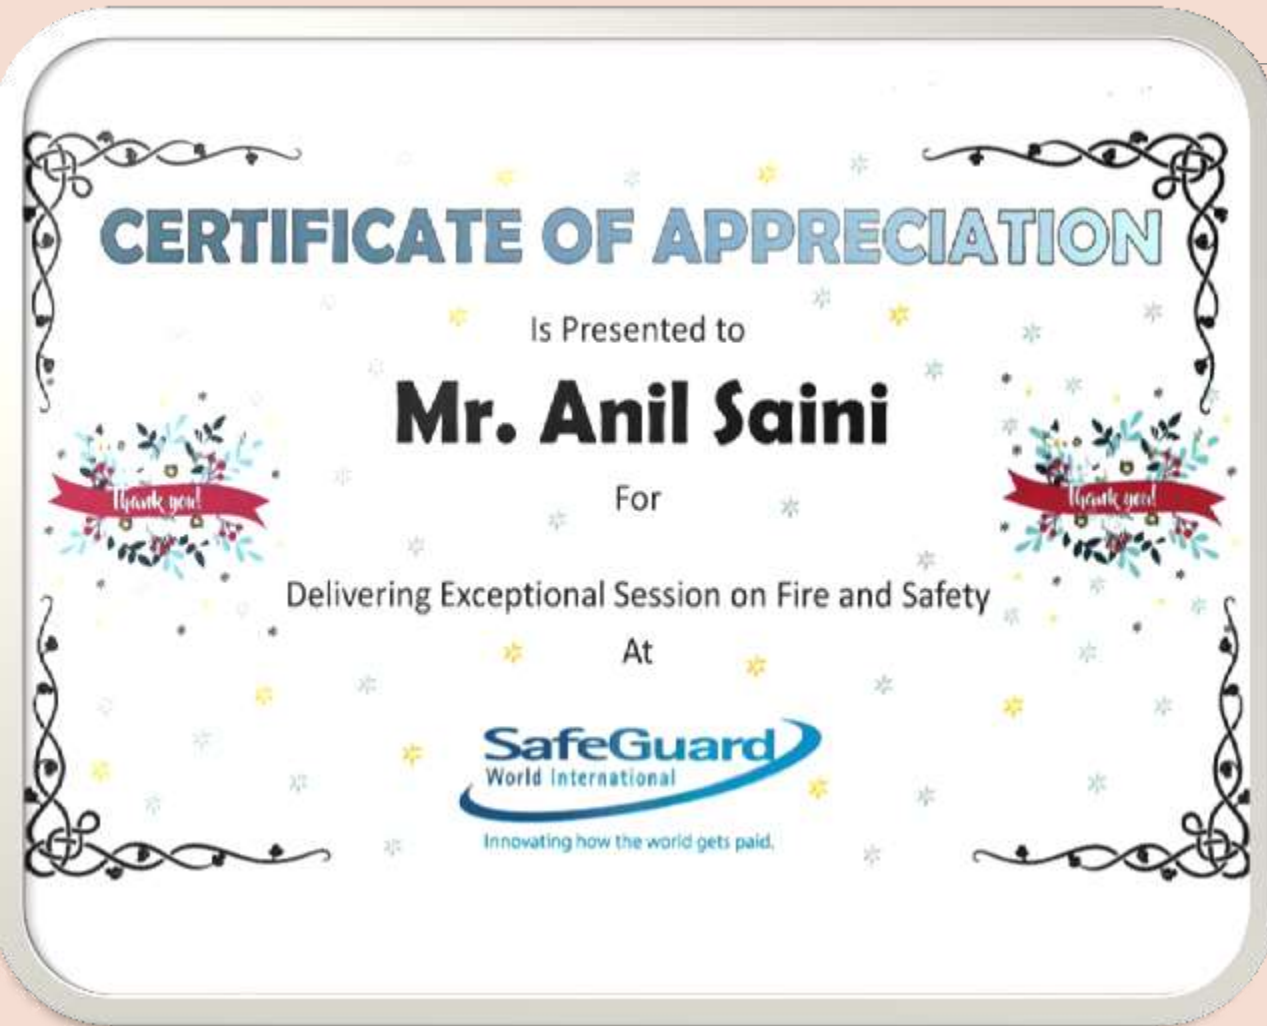 CERTIFICATE OF APPRECIATION
Is Presented to
Mr. Anil Saini
For
Thank you!
Thank you!
Delivering Exceptional Session on Fire and Safety
At
SafeGuard
World International
Innovating how the world gets paid.